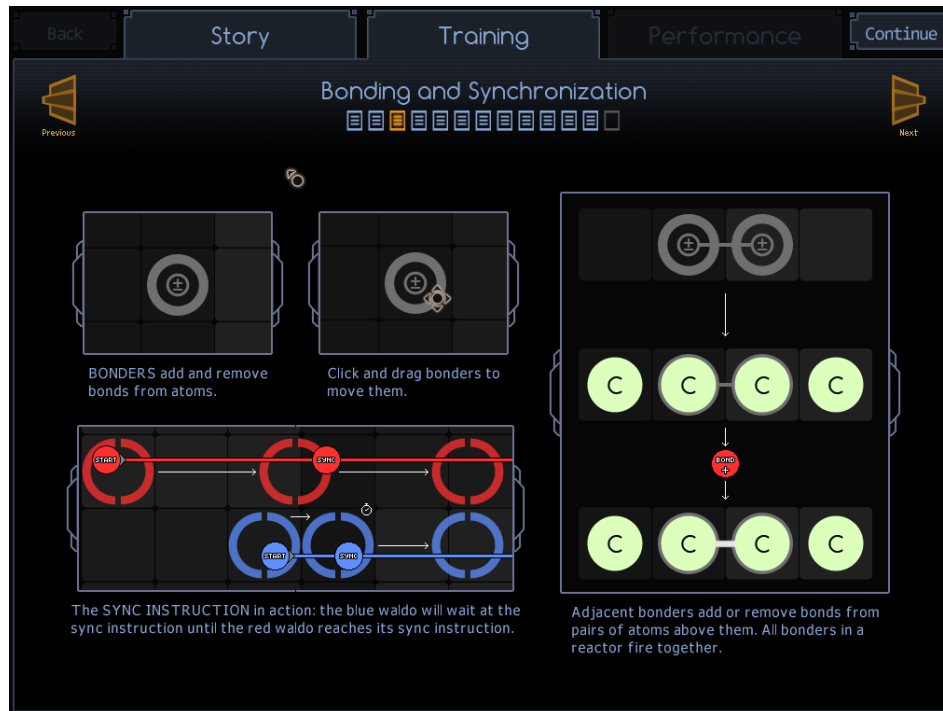 Back
Story
Training
Performance
Continue
Bonding and Synchronization
Previous
Next
BONDERS add and remove
bonds from atoms.
Click and drag bonders to
move them.
C C C C
BOND
+
START SYNC
START SYNC
C C C C
The SYNC INSTRUCTION in action: the blue waldo will wait at the
sync instruction until the red waldo reaches its sync instruction.
Adjacent bonders add or remove bonds from
pairs of atoms above them. All bonders in a
reactor fire together.